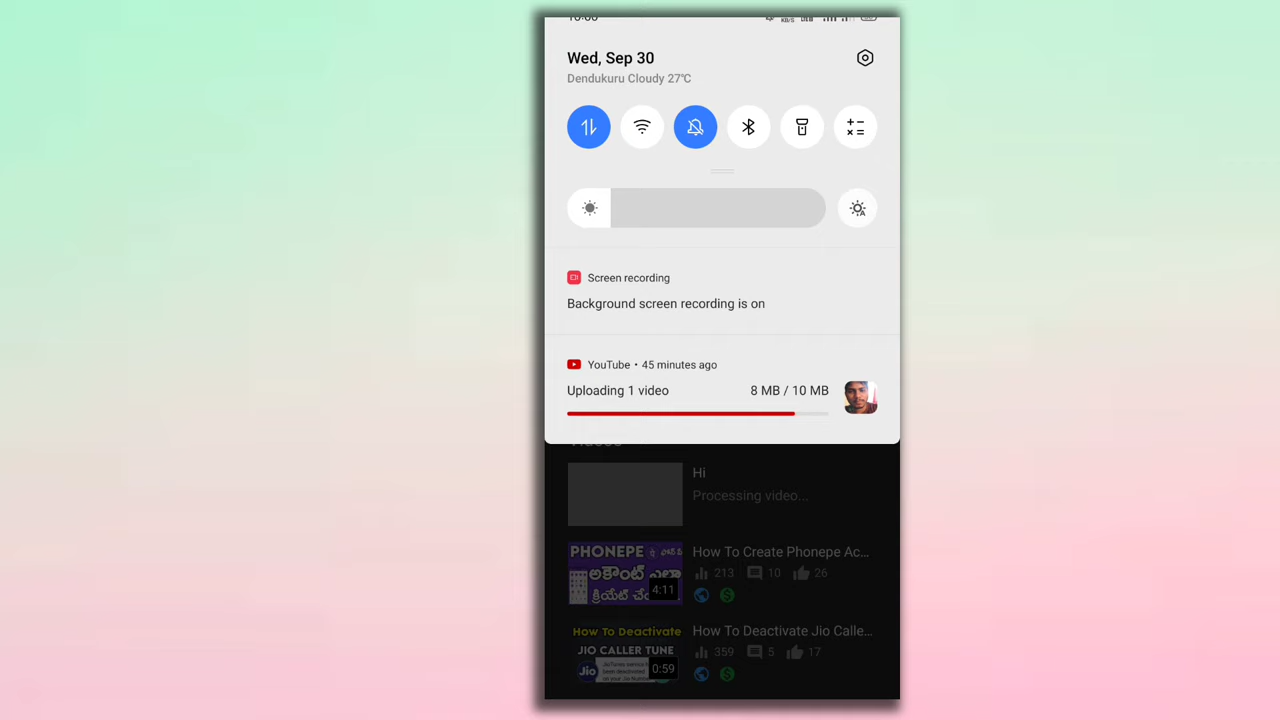 Wed, Sep 30
Dendukuru Cloudy 27℃
Screen recording
Background screen recording is on
YouTube • 45 minutes ago
Uploading 1 video 8 MB / 10 MB
Hi
Processing video...
PHONEPE
అకౌంట్ ఎలా
క్రియేట్
4:11
How To Create Phonepe Ac...
213 10 26
How To Deactivate
JIO CALLER TUNE
Jio
0:59
How To Deactivate Jio Calle...
359 5 17